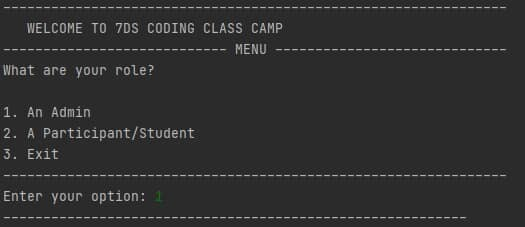 ---------------------------------------------------------------
   WELCOME TO 7DS CODING CLASS CAMP
---------------------------- MENU -----------------------------
What are your role?

1. An Admin
2. A Participant/Student
3. Exit
---------------------------------------------------------------
Enter your option: 1
----------------------------------------------------------